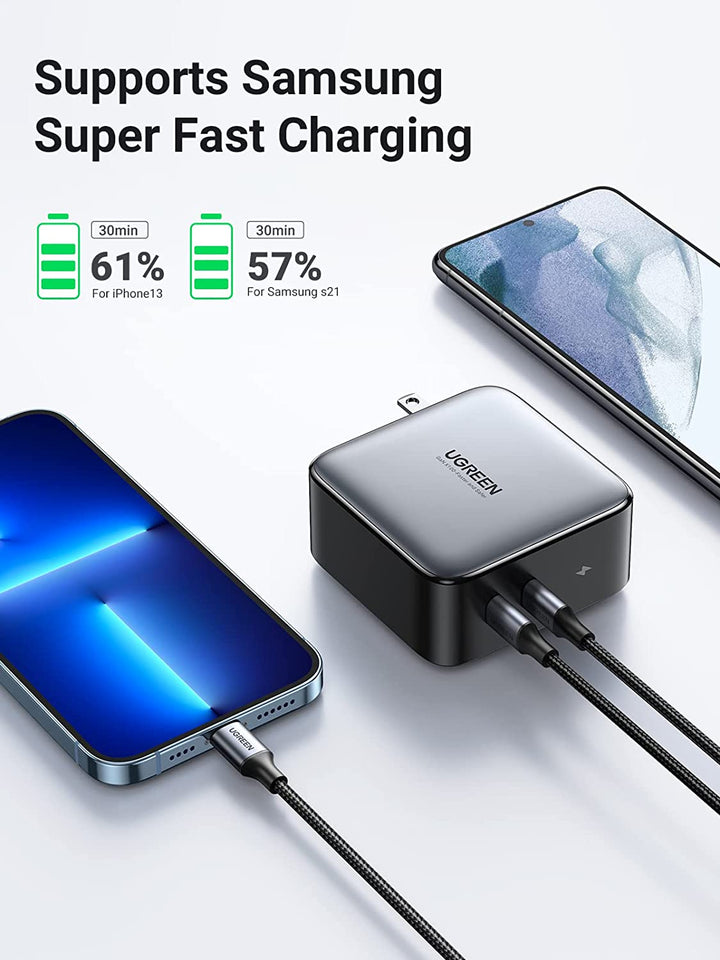 Supports Samsung
Super Fast Charging
30min
61%
For iPhone13
30min
57%
For Samsung s21
UGREEN
UGREEN